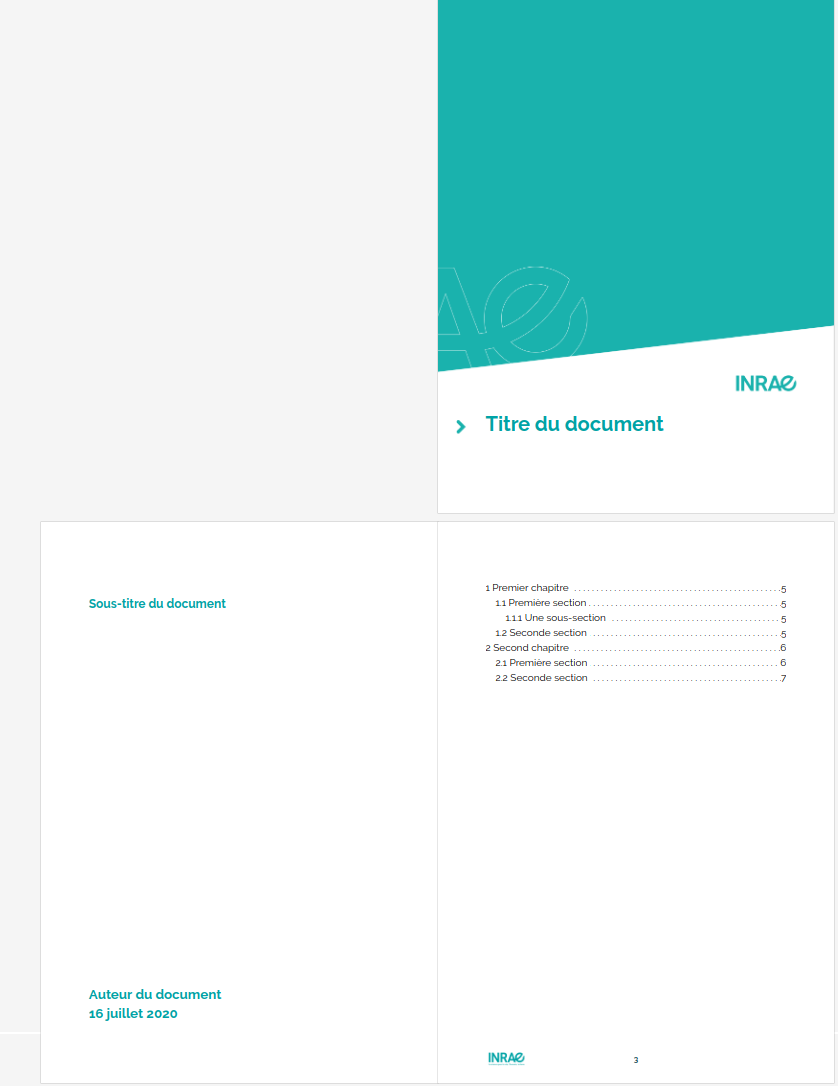 Ae
INRAE
Titre du document
Sous-titre du document
Auteur du document
16 juillet 2020
1 Premier chapitre 5
1.1 Première section 5
1.1.1 Une sous-section 5
1.2 Seconde section 5
2 Second chapitre 6
2.1 Première section 6
2.2 Seconde section 7
INRAE
3